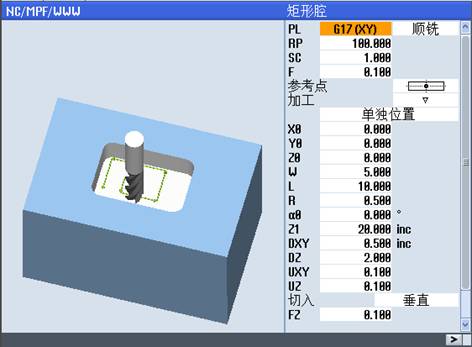 NC/MPF/WWW
矩形腔
PL G17(XY) 顺铣
RP 100.000
SC 1.000
F 0.100
参考点
加工 ▽
单独位置
X0 0.000
Y0 0.000
Z0 0.000
W 5.000
L 10.000
R 0.500
α0 0.000 °
Z1 20.000 inc
DXY 0.500 inc
DZ 2.000
UXY 0.100
UZ 0.100
切入 垂直
FZ 0.100